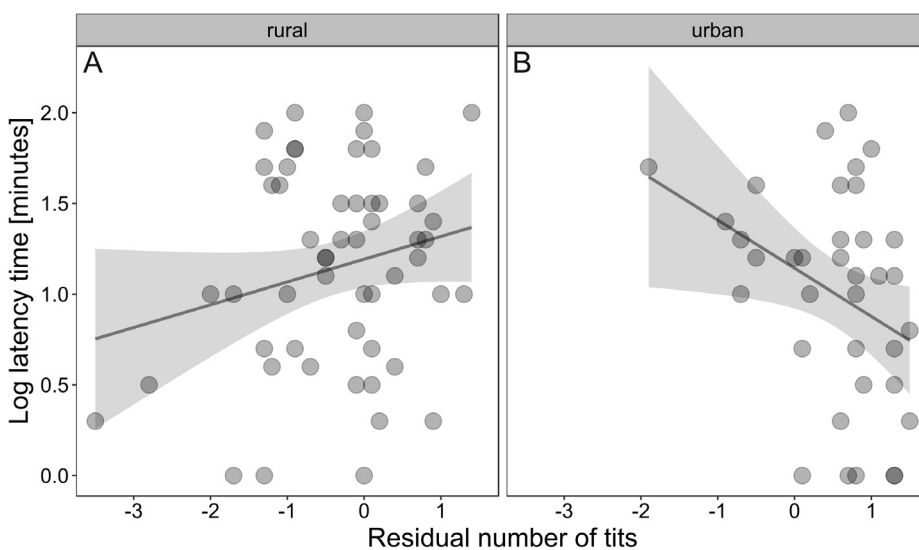 rural
urban
A
B
Log latency time [minutes]
2.0
1.5
1.0
0.5
0.0
-3 -2 -1 0 1
-3 -2 -1 0 1
Residual number of tits